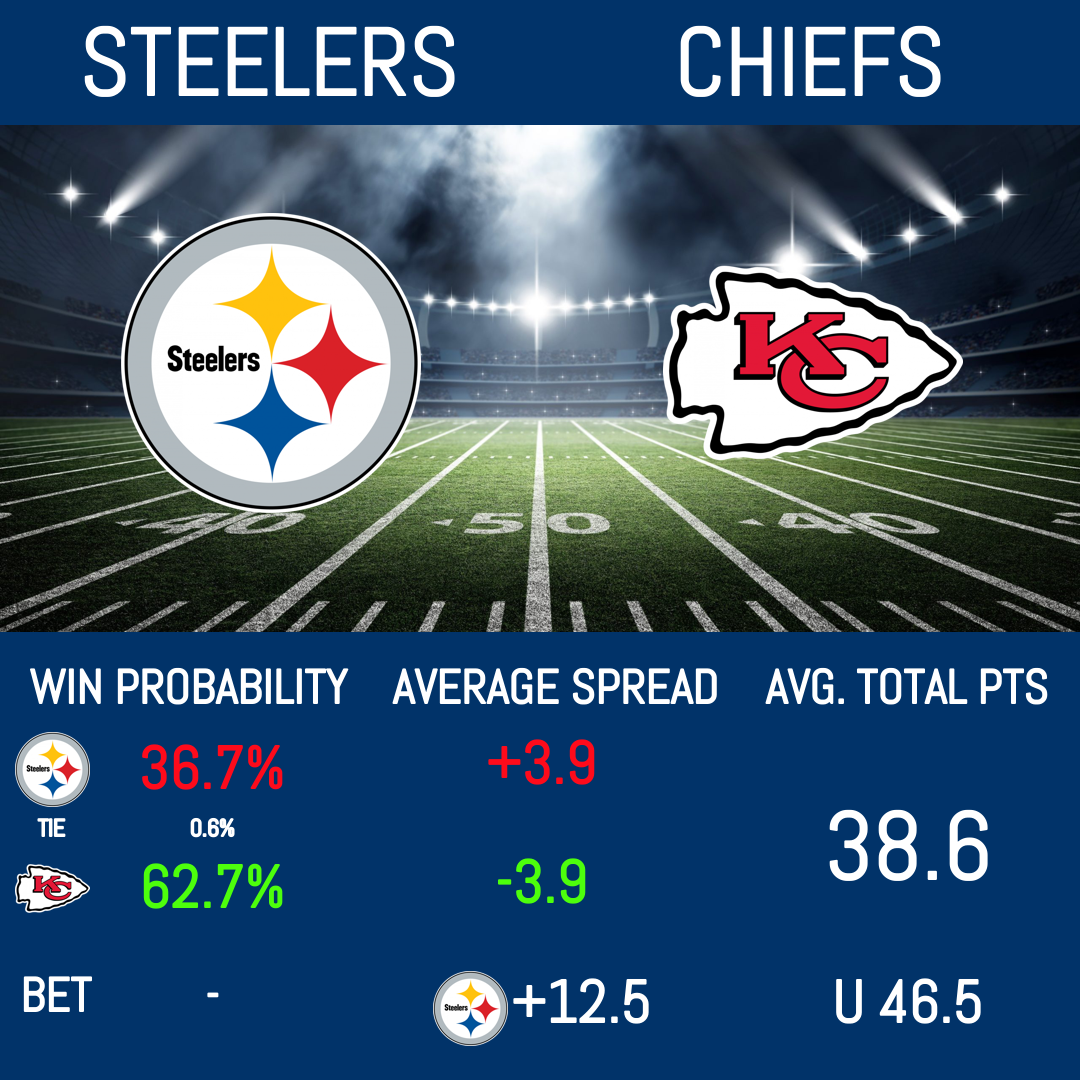 STEELERS CHIEFS
Steelers
KC
40 50 40
WIN PROBABILITY AVERAGE SPREAD AVG. TOTAL PTS
Steelers 36.7% +3.9
TIE 0.6%
38.6
KC 62.7% -3.9
BET - Steelers +12.5 U 46.5